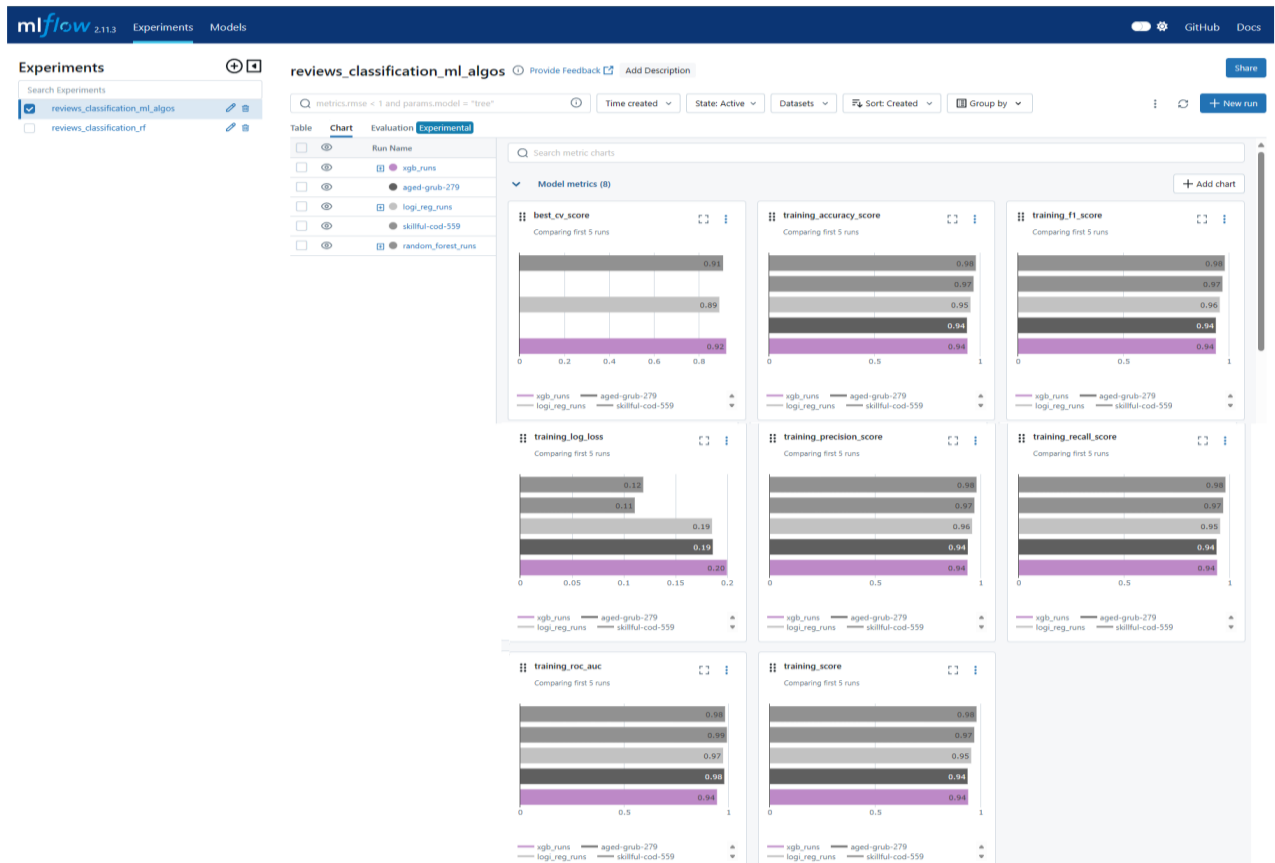 mlflow 2.11.3 Experiments Models GitHub Docs
Experiments
Search Experiments
reviews_classification_ml_algos
reviews_classification_rf
reviews_classification_ml_algos Provide Feedback Add Description Share
metrics.rmse < 1 and params.model = "tree" Time created State: Active Datasets Sort: Created Group by + New run
Table Chart Evaluation Experimental
Run Name
xgb_runs
aged-grub-279
logi_reg_runs
skillful-cod-559
random_forest_runs
Search metric charts
Model metrics (8) + Add chart
best_cv_score
Comparing first 5 runs
0.91
0.89
0.92
0 0.2 0.4 0.6 0.8
xgb_runs aged-grub-279
logi_reg_runs skillful-cod-559
training_accuracy_score
Comparing first 5 runs
0.98
0.97
0.95
0.94
0.94
0 0.5 1
xgb_runs aged-grub-279
logi_reg_runs skillful-cod-559
training_f1_score
Comparing first 5 runs
0.98
0.97
0.96
0.94
0.94
0 0.5 1
xgb_runs aged-grub-279
logi_reg_runs skillful-cod-559
training_log_loss
Comparing first 5 runs
0.12
0.11
0.19
0.19
0.20
0 0.05 0.1 0.15 0.2
xgb_runs aged-grub-279
logi_reg_runs skillful-cod-559
training_precision_score
Comparing first 5 runs
0.98
0.97
0.96
0.94
0.94
0 0.5 1
xgb_runs aged-grub-279
logi_reg_runs skillful-cod-559
training_recall_score
Comparing first 5 runs
0.98
0.97
0.95
0.94
0.94
0 0.5 1
xgb_runs aged-grub-279
logi_reg_runs skillful-cod-559
training_roc_auc
Comparing first 5 runs
0.98
0.99
0.97
0.98
0.94
0 0.5 1
xgb_runs aged-grub-279
logi_reg_runs skillful-cod-559
training_score
Comparing first 5 runs
0.98
0.97
0.95
0.94
0.94
0 0.5 1
xgb_runs aged-grub-279
logi_reg_runs skillful-cod-559